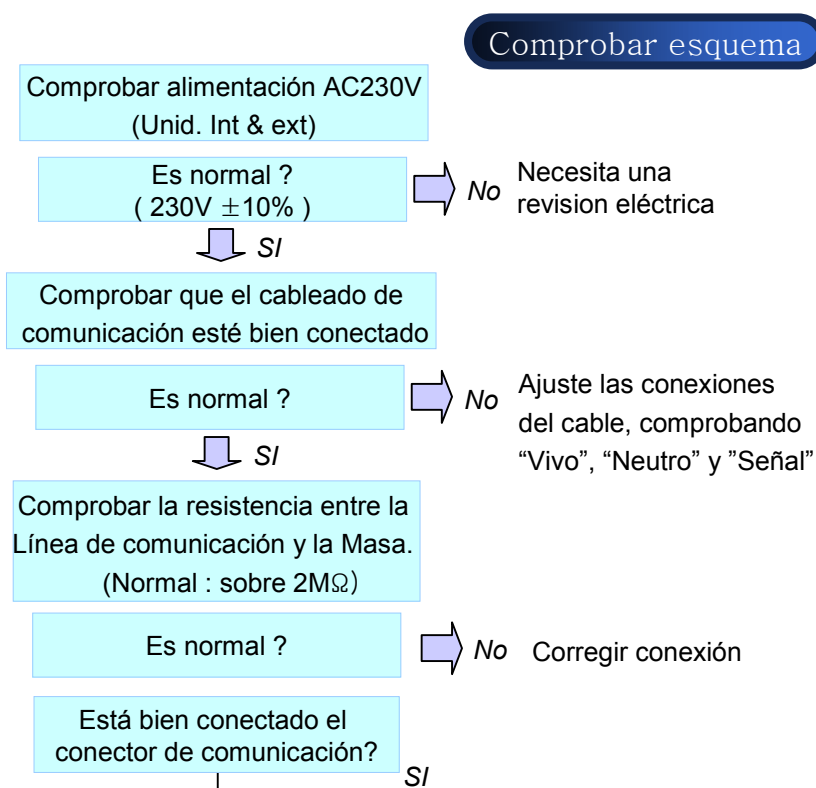 Comprobar esquema
Comprobar alimentación AC230V
(Unid. Int & ext)
Es normal ?
( 230V ±10% )
No
Necesita una
revision eléctrica
SI
Comprobar que el cableado de
comunicación esté bien conectado
Es normal ?
No
Ajuste las conexiones
del cable, comprobando
“Vivo”, “Neutro” y ”Señal”
SI
Comprobar la resistencia entre la
Línea de comunicación y la Masa.
(Normal : sobre 2MΩ)
Es normal ?
No
Corregir conexión
Está bien conectado el
conector de comunicación?
SI